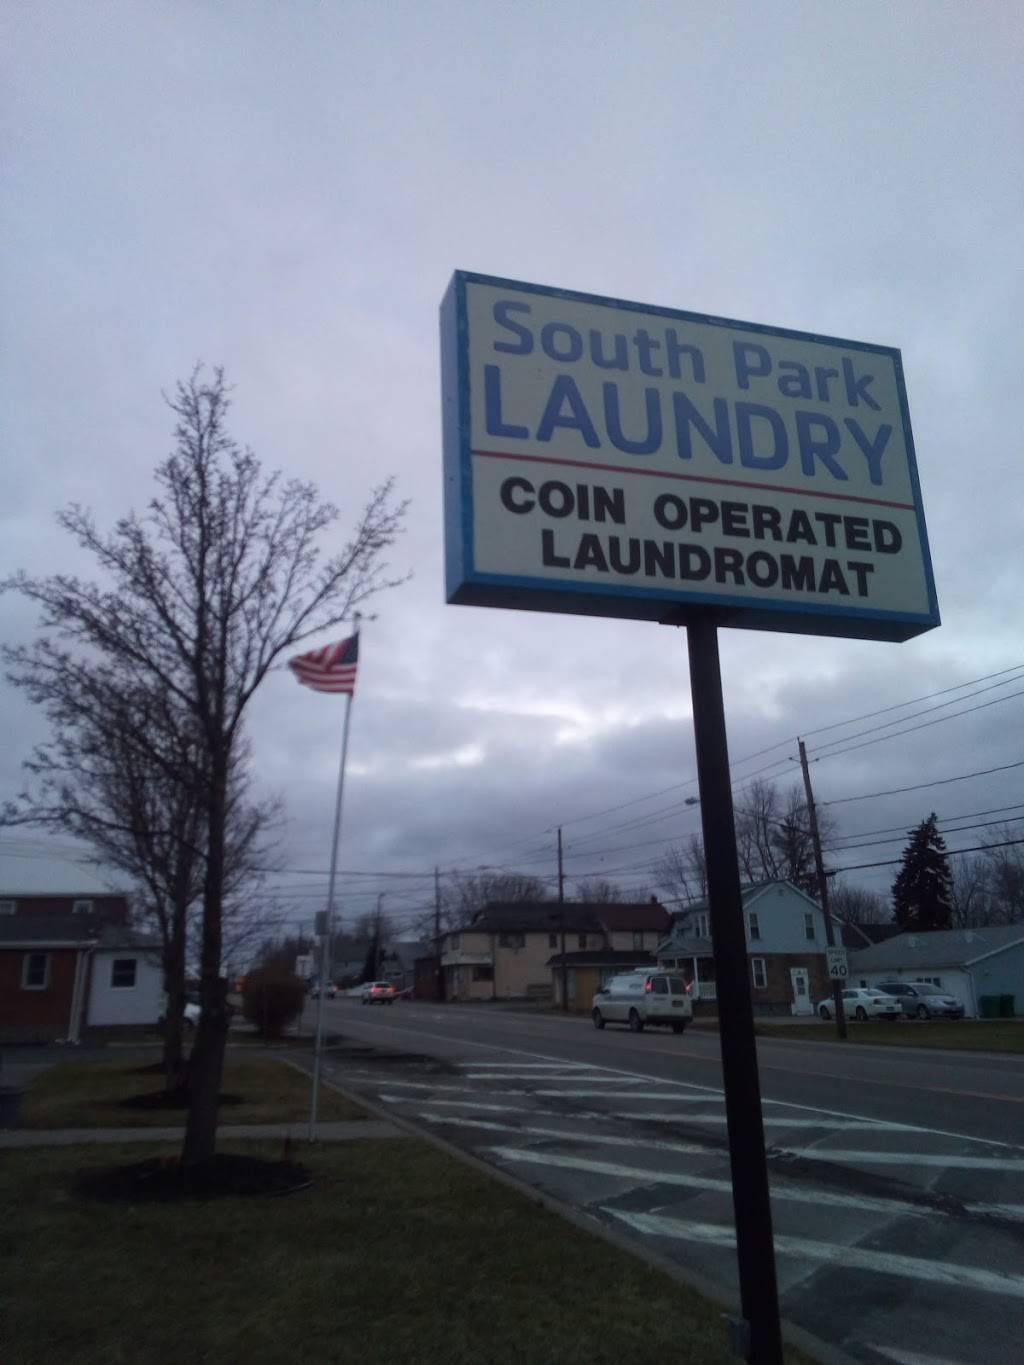 South Park
LAUNDRY
COIN OPERATED
LAUNDROMAT
40